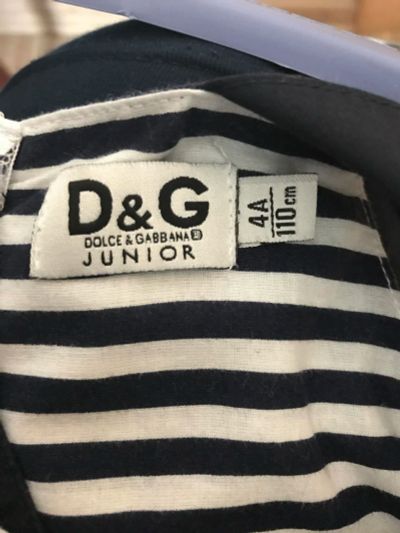 D&G
DOLCE & GABBANA
JUNIOR
4A
110 cm